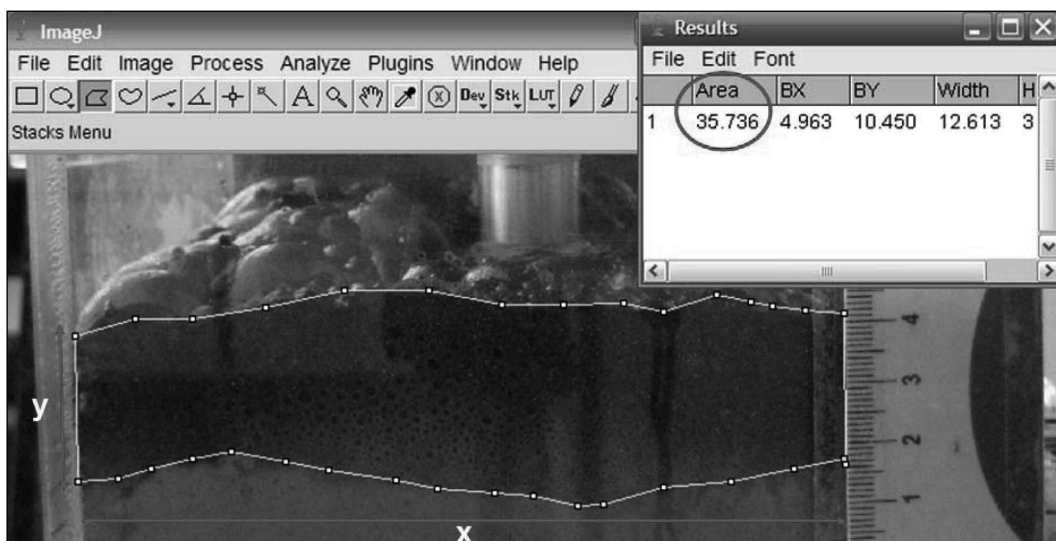 ImageJ
File Edit Image Process Analyze Plugins Window Help
Dev Stk LUT
Stacks Menu
Results
File Edit Font
Area BX BY Width H
1 35.736 4.963 10.450 12.613 3
y
x
4
3
2
1